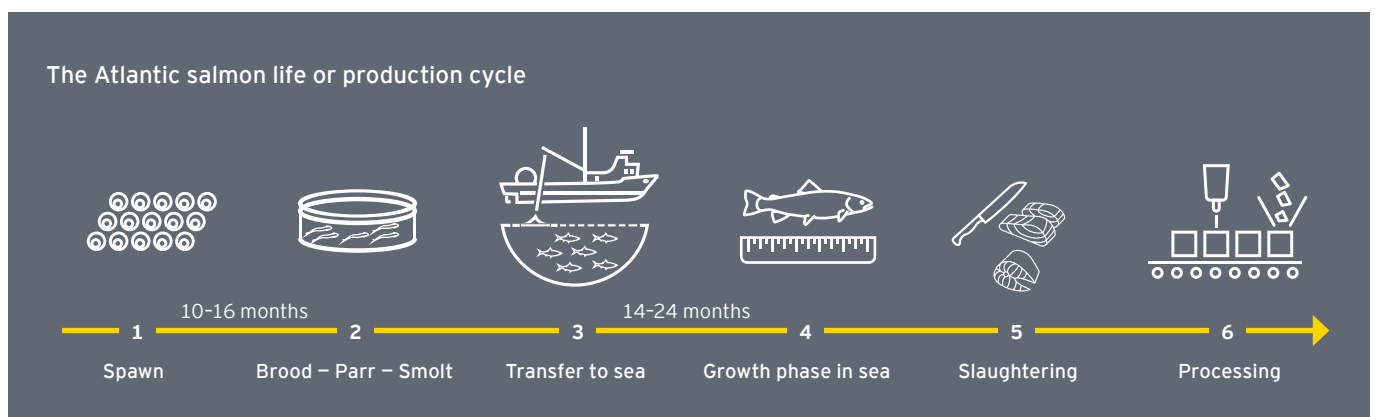 The Atlantic salmon life or production cycle
10–16 months
14–24 months
1
2
3
4
5
6
Spawn
Brood – Parr – Smolt
Transfer to sea
Growth phase in sea
Slaughtering
Processing